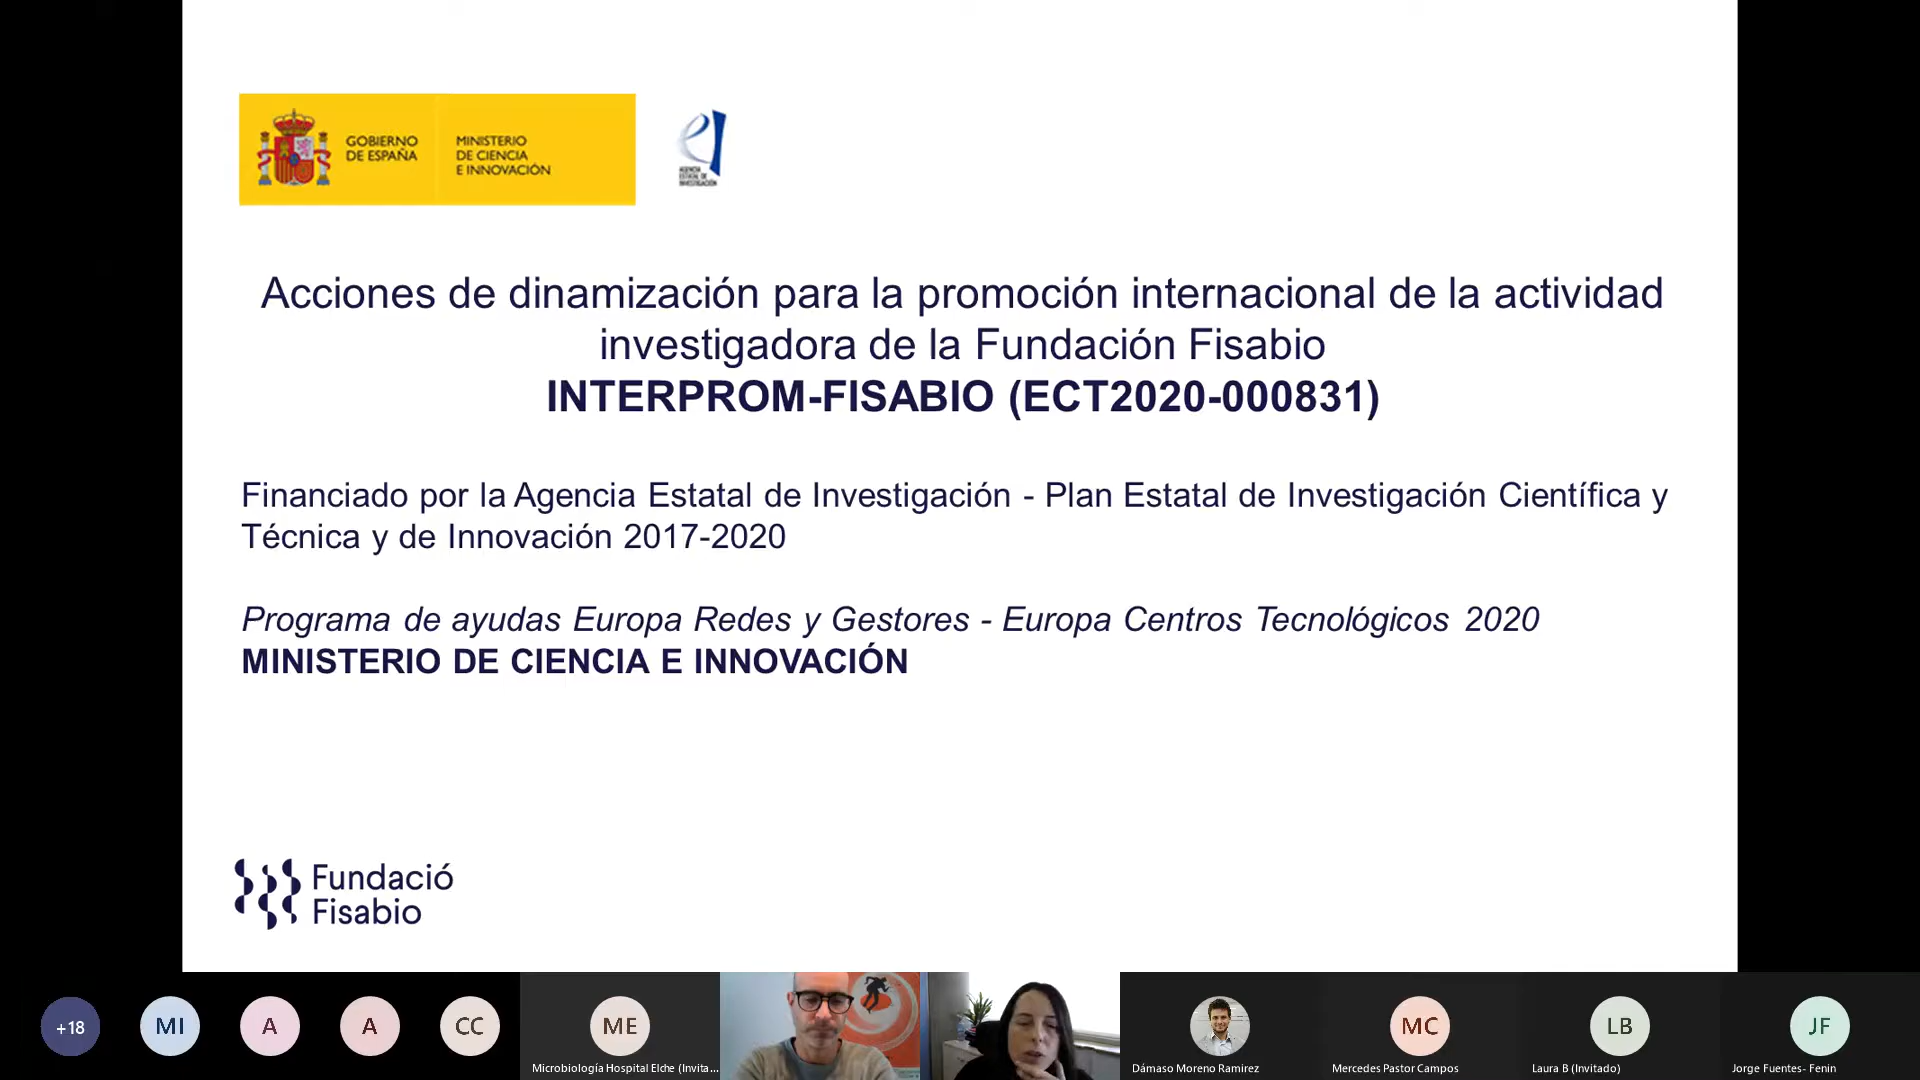 GOBIERNO
DE ESPAÑA
MINISTERIO
DE CIENCIA
E INNOVACIÓN
AGENCIA
ESTATAL DE
INVESTIGACIÓN
Acciones de dinamización para la promoción internacional de la actividad
investigadora de la Fundación Fisabio
INTERPROM-FISABIO (ECT2020-000831)
Financiado por la Agencia Estatal de Investigación - Plan Estatal de Investigación Científica y
Técnica y de Innovación 2017-2020
Programa de ayudas Europa Redes y Gestores - Europa Centros Tecnológicos 2020
MINISTERIO DE CIENCIA E INNOVACIÓN
Fundació
Fisabio
+18
MI
A
A
CC
ME
MC
LB
JF
Microbiología Hospital Elche (Invita...
Dámaso Moreno Ramirez
Mercedes Pastor Campos
Laura B (Invitado)
Jorge Fuentes- Fenin